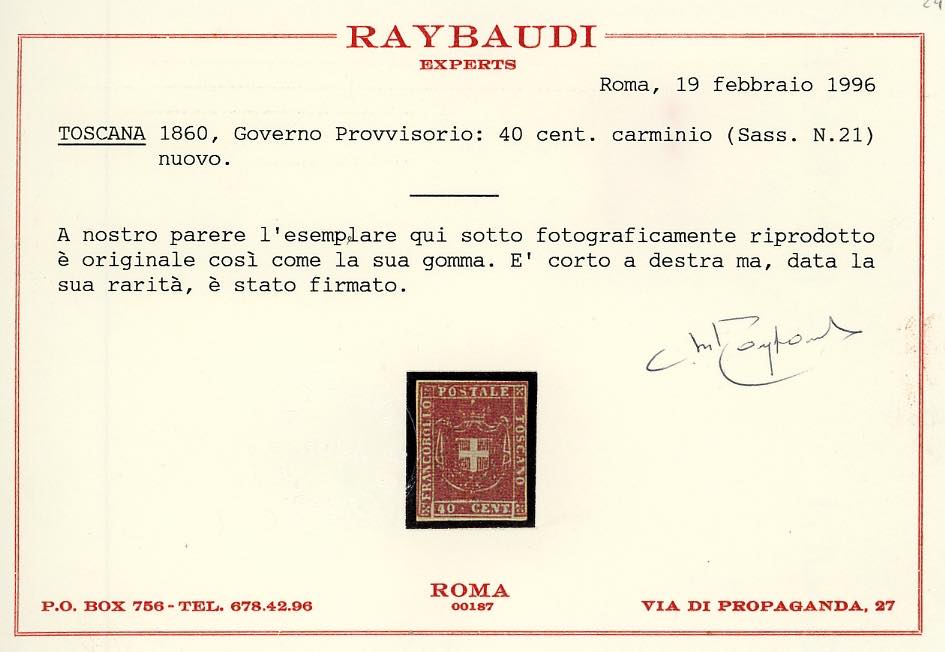 RAYBAUDI
EXPERTS
Roma, 19 febbraio 1996
TOSCANA 1860, Governo Provvisorio: 40 cent. carminio (Sass. N.21)
nuovo.
A nostro parere l'esemplare qui sotto fotograficamente riprodotto
è originale così come la sua gomma. E' corto a destra ma, data la
sua rarità, è stato firmato.
POSTALE
FRANCOBOLLO
TOSCANO
40 CENT
ROMA
00187
P.O. BOX 756 - TEL. 678.42.96
VIA DI PROPAGANDA, 27